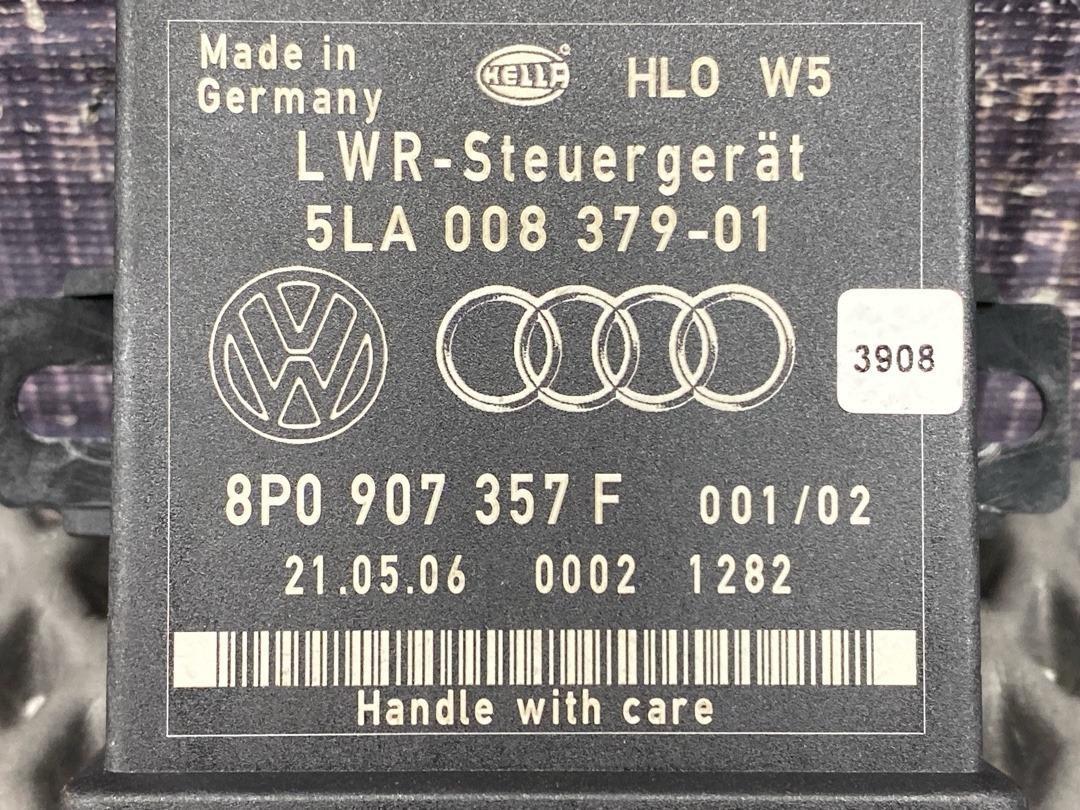 Made in
Germany
HELLA HLO W5
LWR-Steuergerät
5LA 008 379-01
3908
8P0 907 357 F 001/02
21.05.06 0002 1282
Handle with care